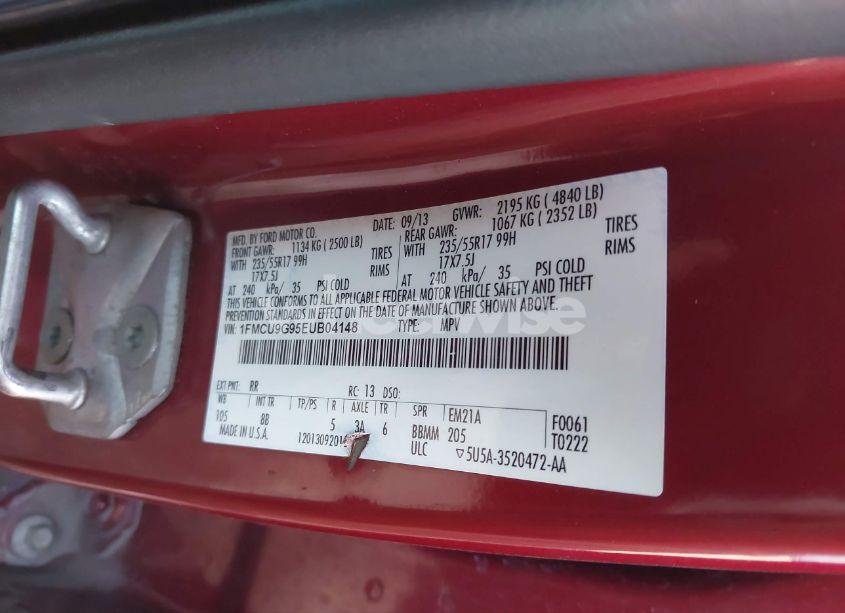 MFD. BY FORD MOTOR CO.
DATE: 09/13 GVWR: 2195 KG ( 4840 LB)
FRONT GAWR: 1134 KG ( 2500 LB)
REAR GAWR: 1067 KG ( 2352 LB)
WITH 235/55R17 99H TIRES
WITH 235/55R17 99H TIRES
17X7.5J RIMS
17X7.5J RIMS
AT 240 kPa/ 35 PSI COLD
AT 240 kPa/ 35 PSI COLD
THIS VEHICLE CONFORMS TO ALL APPLICABLE FEDERAL MOTOR VEHICLE SAFETY AND THEFT
PREVENTION STANDARDS IN EFFECT ON THE DATE OF MANUFACTURE SHOWN ABOVE.
VIN: 1FMCU9G95EUB04148 TYPE: MPV
EXT PNT: RR RC: 13 DSO:
WB INT TR TP/PS R AXLE TR SPR EM21A F0061
105 8B 5 3A 6 BBMM 205 T0222
MADE IN U.S.A. ULC ▽5U5A-3520472-AA